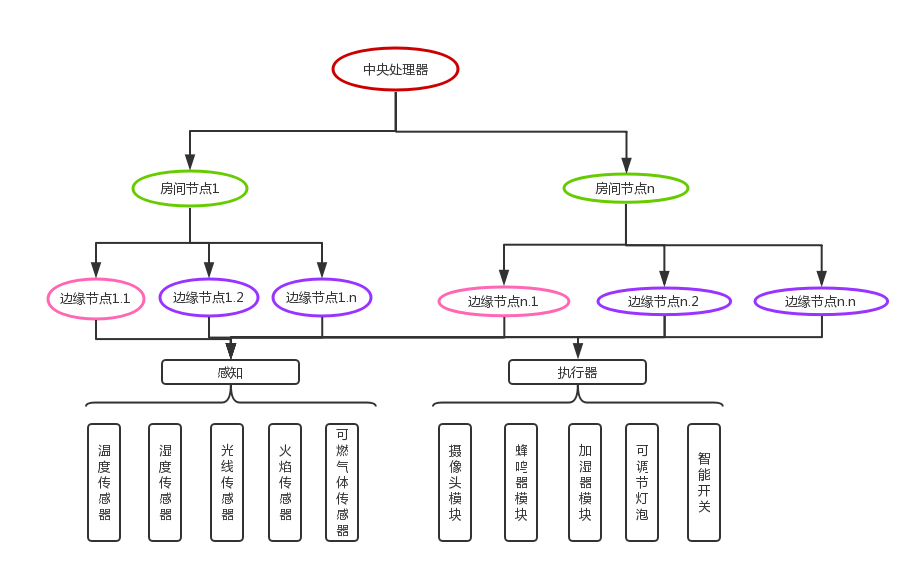 中央处理器
房间节点1
房间节点n
边缘节点1.1
边缘节点1.2
边缘节点1.n
边缘节点n.1
边缘节点n.2
边缘节点n.n
感知
执行器
温度传感器
湿度传感器
光线传感器
火焰传感器
可燃气体传感器
摄像头模块
蜂鸣器模块
加湿器模块
可调节灯泡
智能开关